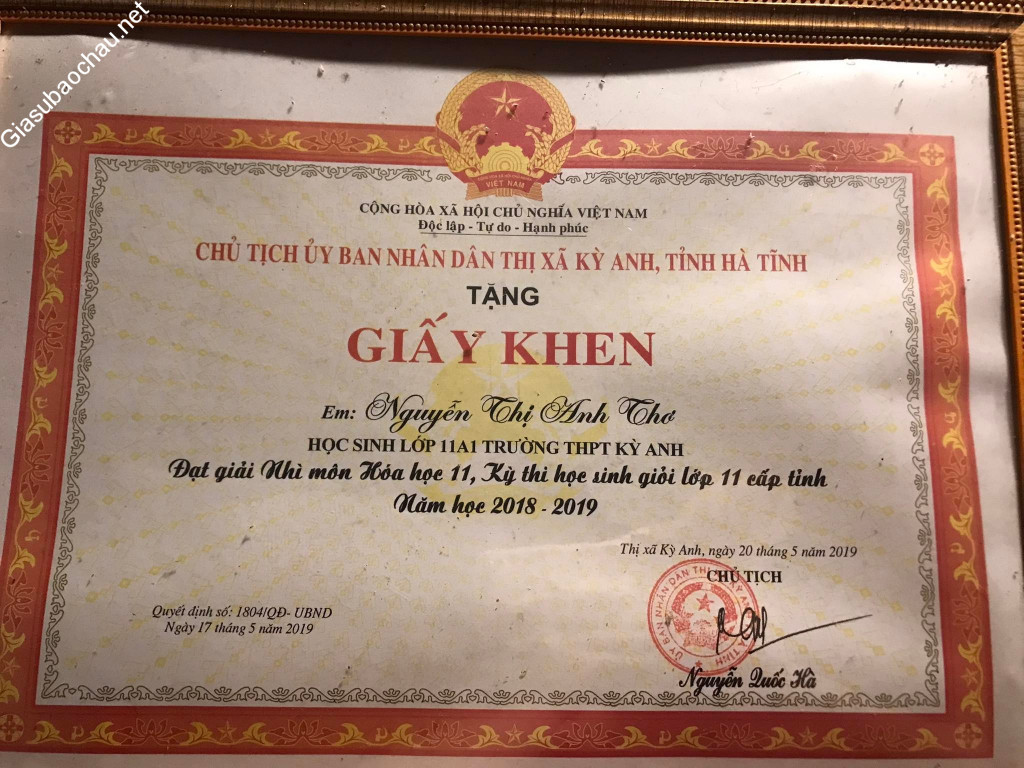 Giasubaochau.net
VIỆT NAM
CỘNG HÒA XÃ HỘI CHỦ NGHĨA VIỆT NAM
Độc lập - Tự do - Hạnh phúc
CHỦ TỊCH ỦY BAN NHÂN DÂN THỊ XÃ KỲ ANH, TỈNH HÀ TĨNH
TẶNG
GIẤY KHEN
Em: Nguyễn Thị Anh Thơ
HỌC SINH LỚP 11A1 TRƯỜNG THPT KỲ ANH
Đạt giải Nhì môn Hóa học 11, Kỳ thi học sinh giỏi lớp 11 cấp tỉnh
Năm học 2018 - 2019
Thị xã Kỳ Anh, ngày 20 tháng 5 năm 2019
CHỦ TỊCH
Quyết định số: 1804/QĐ- UBND
Ngày 17 tháng 5 năm 2019
Nguyễn Quốc Hà